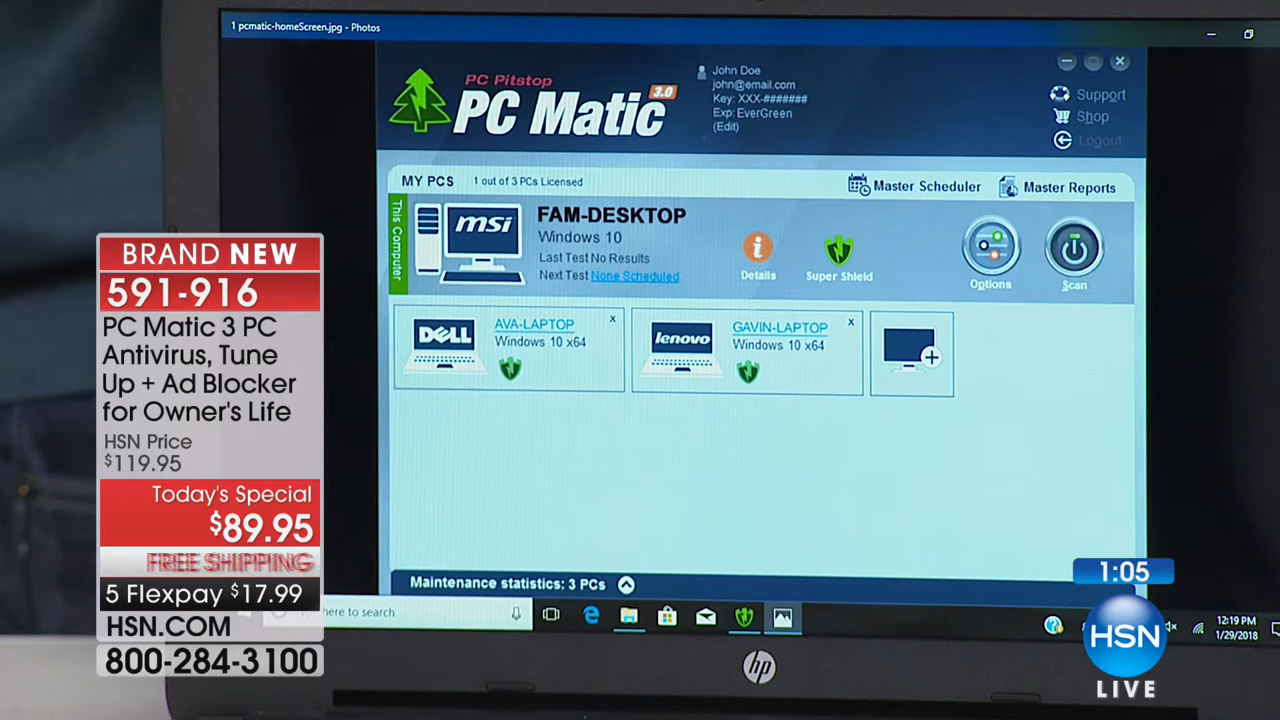 1 pcmatic-homeScreen.jpg - Photos
PC Pitstop
PC Matic 3.0
John Doe
john@email.com
Key: XXX-#######
Exp: EverGreen
(Edit)
Support
Shop
Logout
MY PCS 1 out of 3 PCs Licensed
Master Scheduler
Master Reports
This Computer
msi
FAM-DESKTOP
Windows 10
Last Test No Results
Next Test None Scheduled
Details
Super Shield
Options
Scan
DELL
AVA-LAPTOP
Windows 10 x64
x
lenovo
GAVIN-LAPTOP
Windows 10 x64
x
Maintenance statistics: 3 PCs
here to search
12:19 PM
1/29/2018
hp
BRAND NEW
591-916
PC Matic 3 PC
Antivirus, Tune
Up + Ad Blocker
for Owner's Life
HSN Price
$119.95
Today's Special
$89.95
FREE SHIPPING
5 Flexpay $17.99
HSN.COM
800-284-3100
1:05
HSN
LIVE